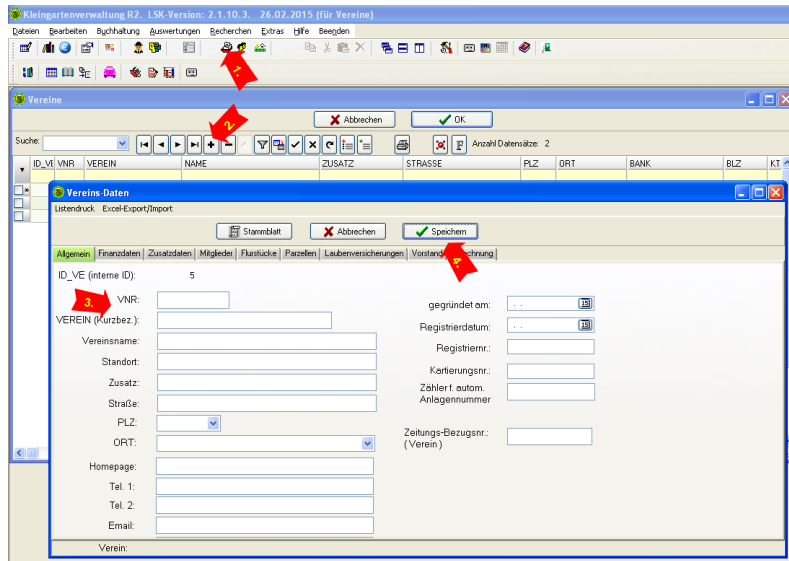 Kleingartenverwaltung R2. LSK-Version: 2.1.10.3. 26.02.2015 (für Vereine)
Dateien Bearbeiten Buchhaltung Auswertungen Recherchen Extras Hilfe Beenden
1.
Vereine
2.
Abbrechen OK
Suche: F Anzahl Datensätze: 2
ID_VE VNR VEREIN NAME ZUSATZ STRASSE PLZ ORT BANK BLZ KT
Vereins-Daten
Listendruck Excel-Export/Import
Stammblatt Abbrechen Speichern
Allgemein Finanzdaten Zusatzdaten Mitglieder Flurstücke Parzellen Laubenversicherungen Vorstand
4.
ID_VE (interne ID): 5
3. VNR:
VEREIN (Kurzbez.):
Vereinsname:
Standort:
Zusatz:
Straße:
PLZ:
ORT:
Homepage:
Tel. 1:
Tel. 2:
Email:
gegründet am: . . 15
Registrierdatum: . . 15
Registriernr.:
Kartierungsnr.:
Zähler f. autom.
Anlagennummer
Zeitungs-Bezugsnr.:
(Verein)
Verein: